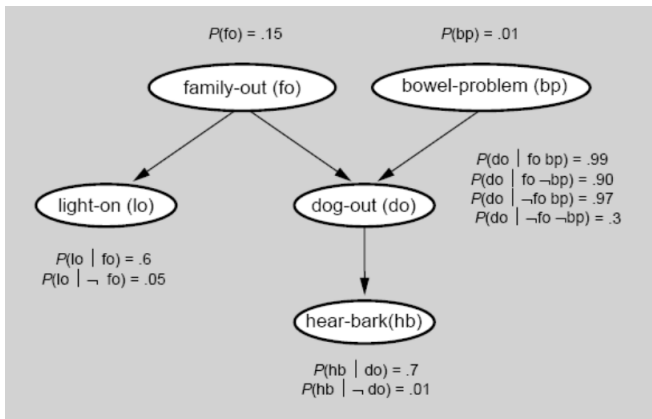 P(fo) = .15
P(bp) = .01
family-out (fo)
bowel-problem (bp)
P(do | fo bp) = .99
P(do | fo ¬bp) = .90
P(do | ¬fo bp) = .97
P(do | ¬fo ¬bp) = .3
light-on (lo)
dog-out (do)
P(lo | fo) = .6
P(lo | ¬ fo) = .05
hear-bark(hb)
P(hb | do) = .7
P(hb | ¬ do) = .01